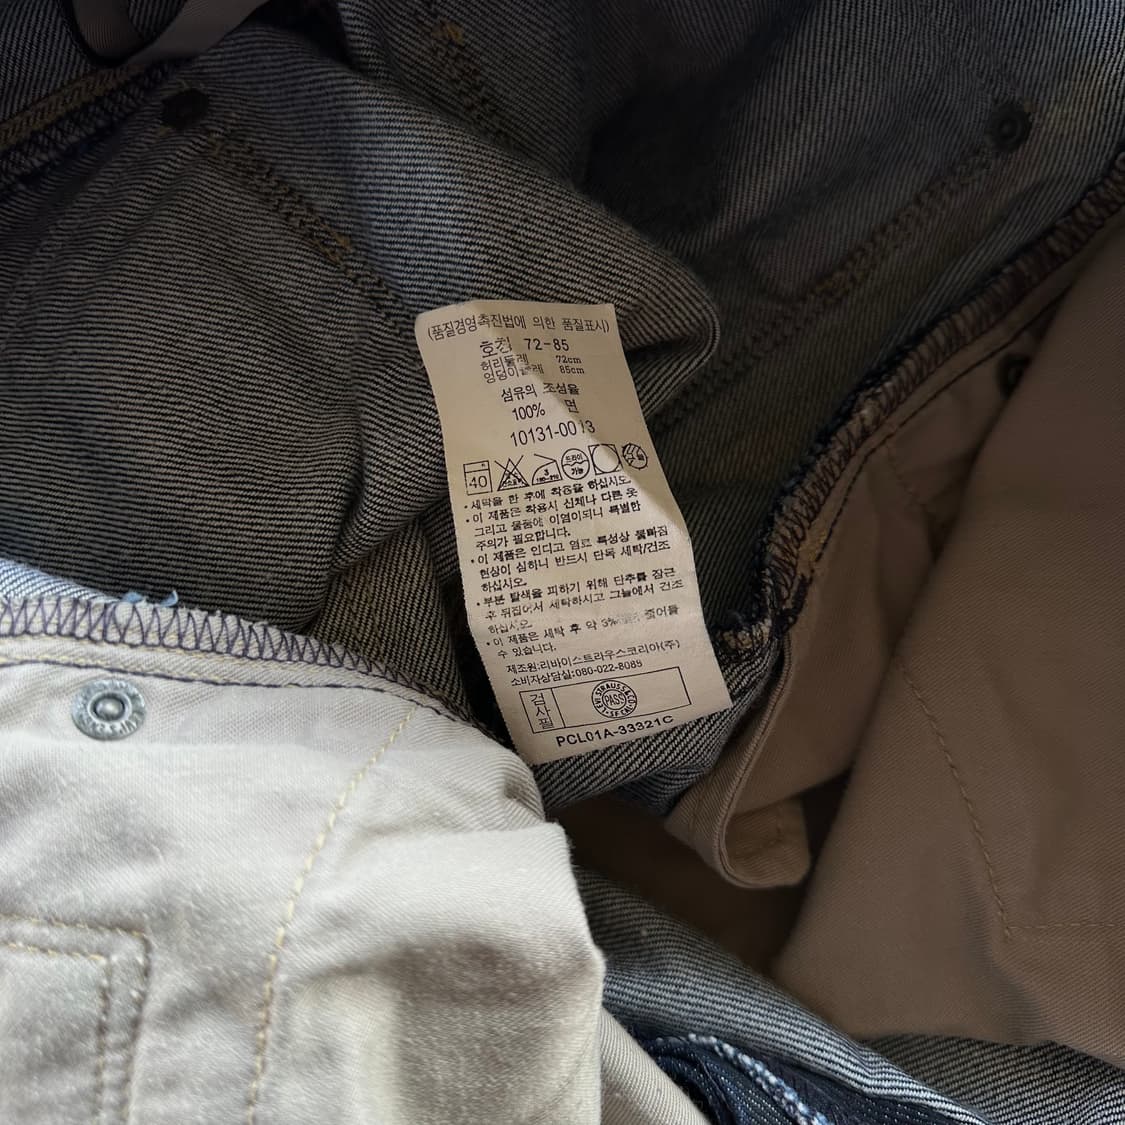 (품질경영촉진법에 의한 품질표시)
호칭 72-85
허리둘레 72cm
엉덩이둘레 85cm
섬유의 조성율
100% 면
10131-0013
40 3 드라이
가능
• 세탁을 한 후에 착용을 하십시오.
• 이 제품은 착용시 신체나 다른 옷
그리고 물품에 이염이되니 특별한
주의가 필요합니다.
• 이 제품은 인디고 염료 특성상 물빠짐
현상이 심하니 반드시 단독 세탁/건조
하십시오.
• 부분 탈색을 피하기 위해 단추를 잠근
후 뒤집어서 세탁하시고 그늘에서 건조
하십시오.
• 이 제품은 세탁 후 약 3% 줄어들
수 있습니다.
제조원:리바이스트라우스코리아(주)
소비자상담실:080-022-8089
검사필 PASS
PCL01A-33321C